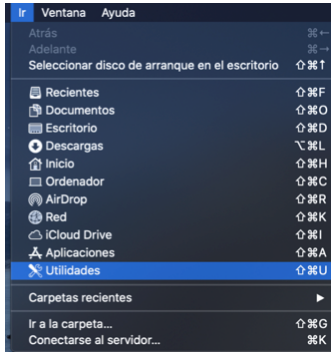 Ir Ventana Ayuda
Atrás ⌘←
Adelante ⌘→
Seleccionar disco de arranque en el escritorio ⇧⌘↑
Recientes ⇧⌘F
Documentos ⇧⌘O
Escritorio ⇧⌘D
Descargas ⌥⌘L
Inicio ⇧⌘H
Ordenador ⇧⌘C
AirDrop ⇧⌘R
Red ⇧⌘K
iCloud Drive ⇧⌘I
Aplicaciones ⇧⌘A
Utilidades ⇧⌘U
Carpetas recientes ▶
Ir a la carpeta... ⇧⌘G
Conectarse al servidor... ⌘K